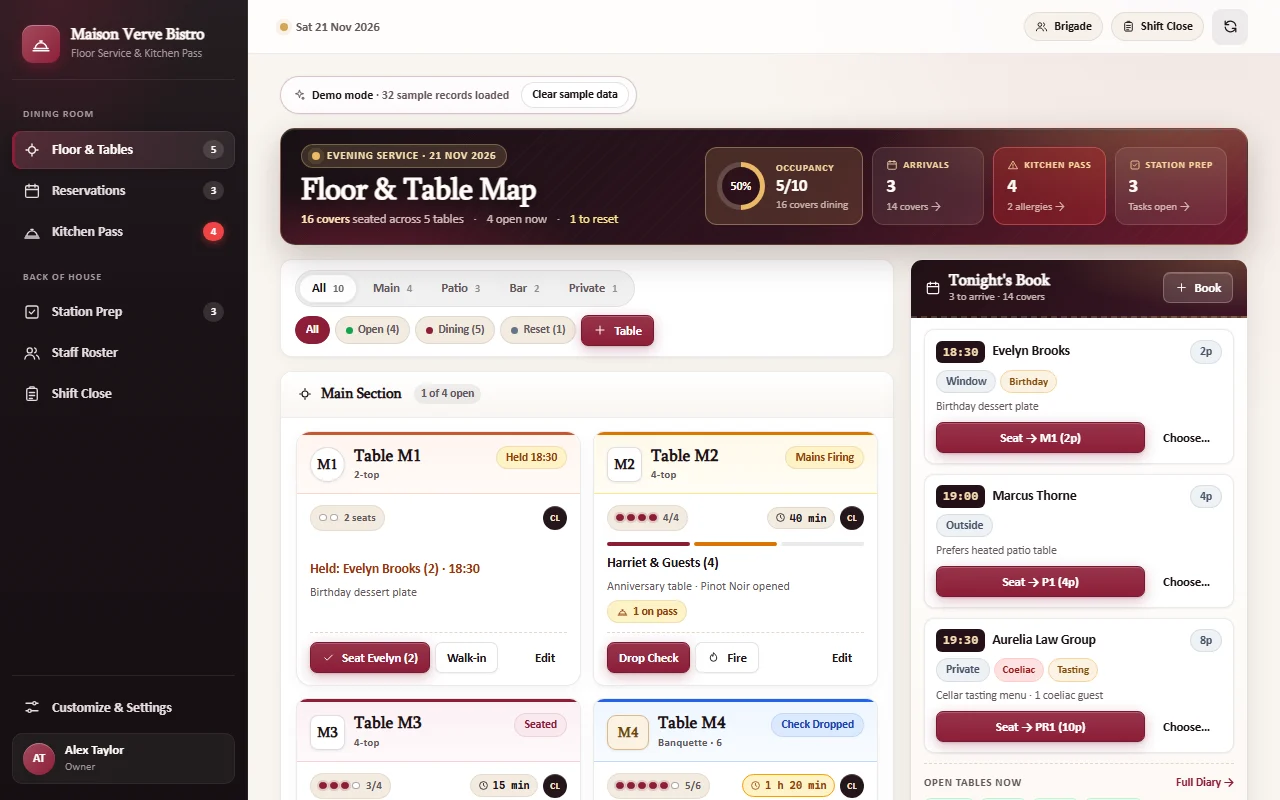 Maison Verve Bistro
Floor Service & Kitchen Pass
DINING ROOM
Floor & Tables 5
Reservations 3
Kitchen Pass 4
BACK OF HOUSE
Station Prep 3
Staff Roster
Shift Close
Customize & Settings
AT Alex Taylor
Owner
Sat 21 Nov 2026
Brigade
Shift Close
Demo mode · 32 sample records loaded
Clear sample data
EVENING SERVICE · 21 NOV 2026
Floor & Table Map
16 covers seated across 5 tables · 4 open now · 1 to reset
50%
OCCUPANCY
5/10
16 covers dining
ARRIVALS
3
14 covers →
KITCHEN PASS
4
2 allergies →
STATION PREP
3
Tasks open →
All 10 Main 4 Patio 3 Bar 2 Private 1
All Open (4) Dining (5) Reset (1) + Table
Main Section 1 of 4 open
M1 Table M1
2-top
Held 18:30
2 seats CL
Held: Evelyn Brooks (2) · 18:30
Birthday dessert plate
Seat Evelyn (2) Walk-in Edit
M2 Table M2
4-top
Mains Firing
4/4 40 min CL
Harriet & Guests (4)
Anniversary table · Pinot Noir opened
1 on pass
Drop Check Fire Edit
M3 Table M3
4-top
Seated
3/4 15 min CL
M4 Table M4
Banquette · 6
Check Dropped
5/6 1 h 20 min CL
Tonight's Book
3 to arrive · 14 covers
+ Book
18:30 Evelyn Brooks 2p
Window Birthday
Birthday dessert plate
Seat → M1 (2p) Choose...
19:00 Marcus Thorne 4p
Outside
Prefers heated patio table
Seat → P1 (4p) Choose...
19:30 Aurelia Law Group 8p
Private Coeliac Tasting
Cellar tasting menu · 1 coeliac guest
Seat → PR1 (10p) Choose...
OPEN TABLES NOW Full Diary →